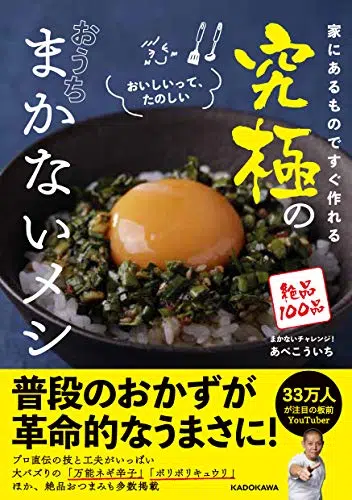 家にあるものですぐ作れる
究極の
おうち
まかないメシ
おいしいって、
たのしい
絶品
100品
まかないチャレンジ!
あべこういち
普段のおかずが
革命的なうまさに!
プロ直伝の技と工夫がいっぱい
大バズりの「万能ネギ辛子」「ポリポリキュウリ」
ほか、絶品おつまみも多数掲載
33万人
が注目の板前
YouTuber
KADOKAWA